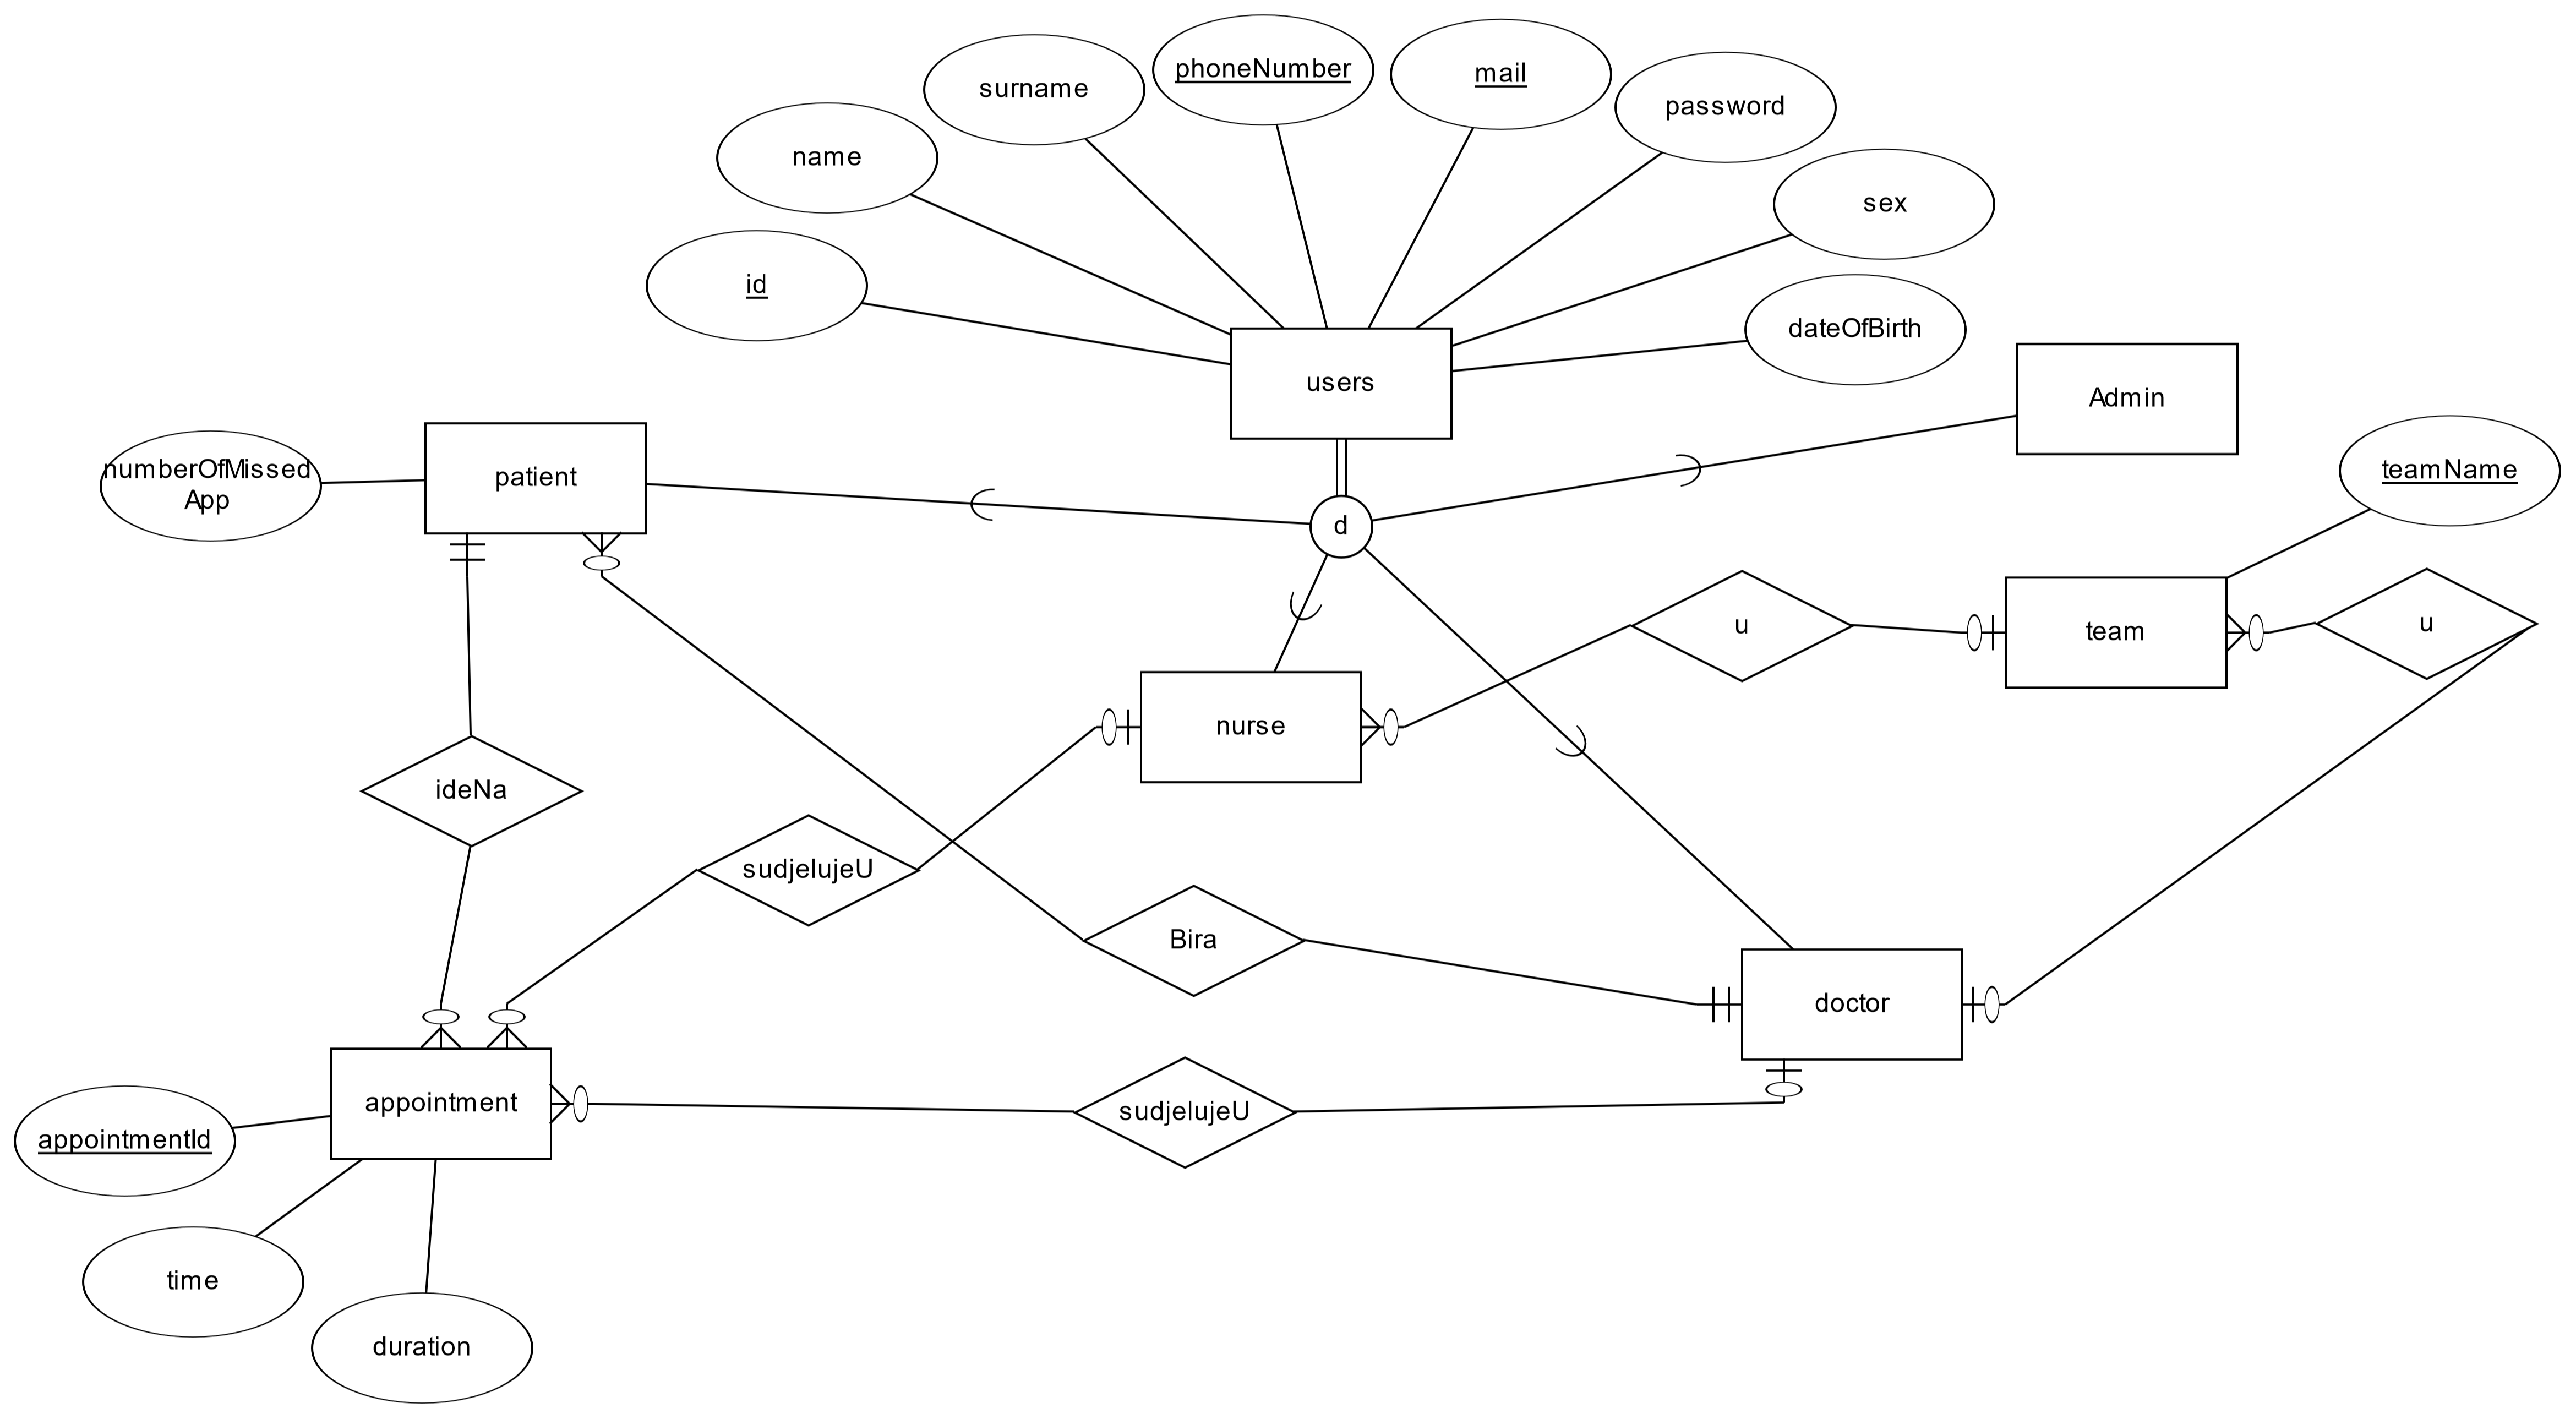 phoneNumber
mail
surname
password
name
sex
id
dateOfBirth
users
Admin
teamName
numberOfMissed
App
patient
d
u
team
u
nurse
ideNa
sudjelujeU
Bira
doctor
appointment
sudjelujeU
appointmentId
time
duration